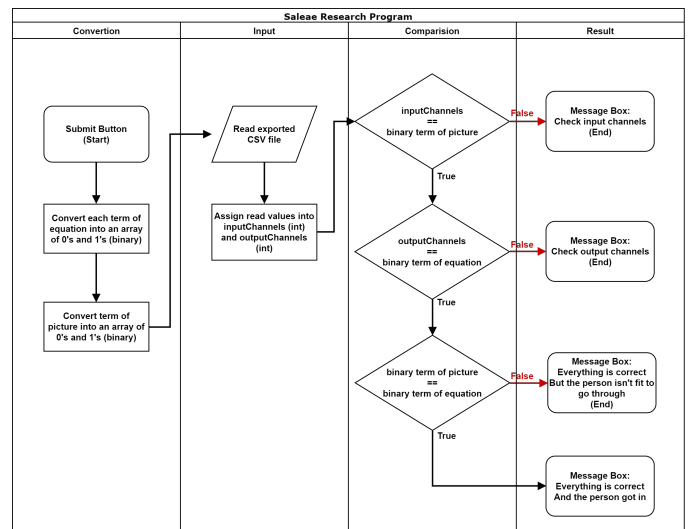 Saleae Research Program
Convertion
Input
Comparision
Result
Submit Button
(Start)
Convert each term of
equation into an array
of 0's and 1's (binary)
Convert term of
picture into an array of
0's and 1's (binary)
Read exported
CSV file
Assign read values into
inputChannels (int)
and outputChannels
(int)
inputChannels
==
binary term of picture
False
True
Message Box:
Check input channels
(End)
outputChannels
==
binary term of equation
False
True
Message Box:
Check output channels
(End)
binary term of picture
==
binary term of equation
False
True
Message Box:
Everything is correct
But the person isn't fit to
go through
(End)
Message Box:
Everything is correct
And the person got in